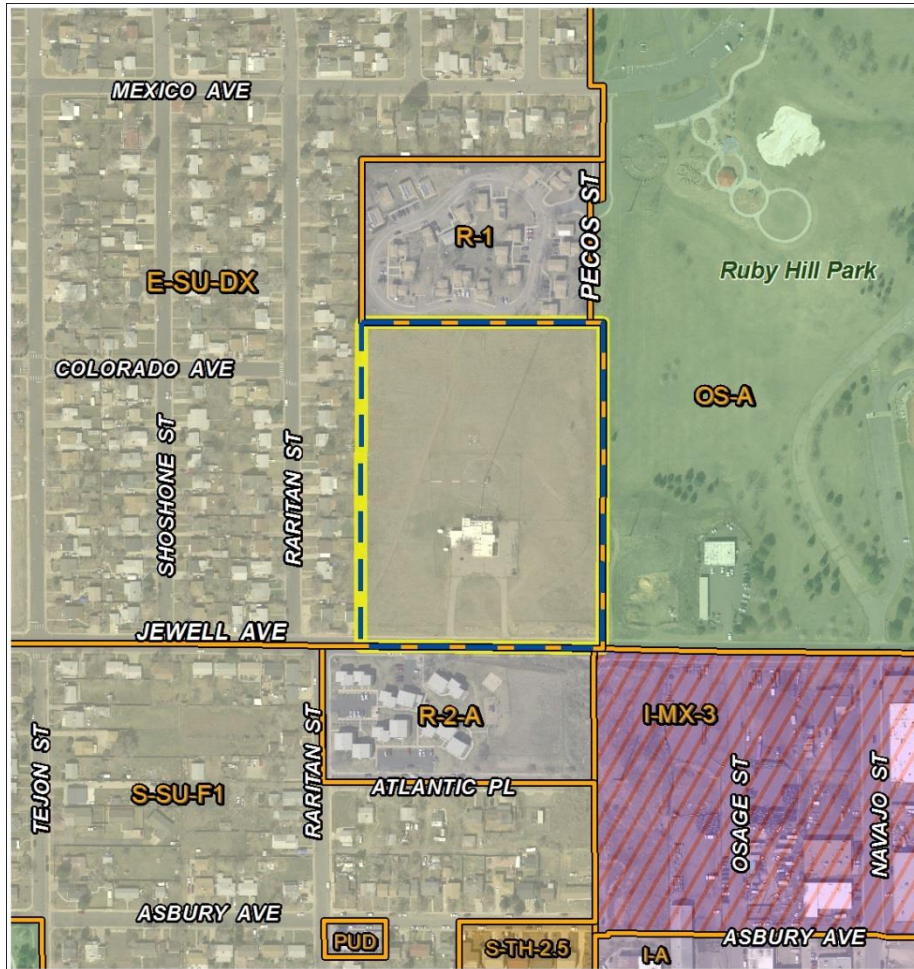 MEXICO AVE
R-1
PECOS ST
E-SU-DX
Ruby Hill Park
COLORADO AVE
OS-A
SHOSHONE ST
RARITAN ST
JEWELL AVE
R-2-A
I-MX-3
TEJON ST
S-SU-F1
RARITAN ST
ATLANTIC PL
OSAGE ST
NAVAJO ST
ASBURY AVE
PUD
S-TH-2.5
ASBURY AVE
I-A